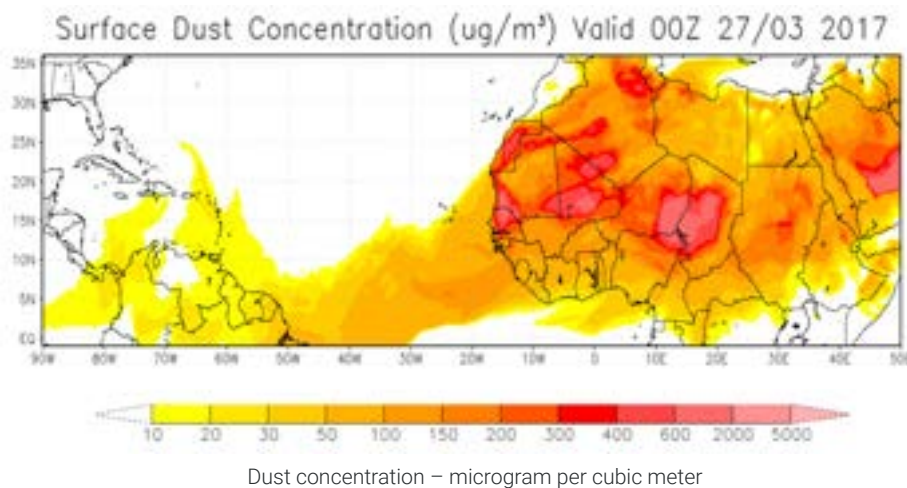 Surface Dust Concentration (ug/m³) Valid 00Z 27/03 2017
35N
30N
25N
20N
15N
10N
5N
EQ
90W 80W 70W 60W 50W 40W 30W 20W 10W 0 10E 20E 30E 40E 50E
10 20 30 50 100 150 200 300 400 600 2000 5000
Dust concentration – microgram per cubic meter